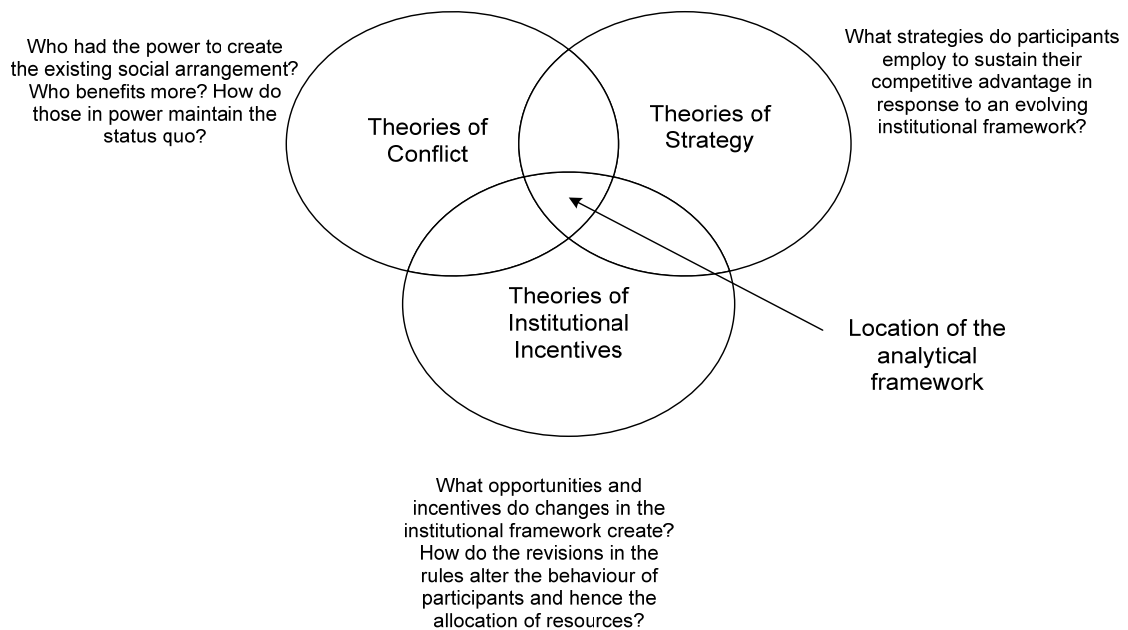 Who had the power to create
the existing social arrangement?
Who benefits more? How do
those in power maintain the
status quo?
What strategies do participants
employ to sustain their
competitive advantage in
response to an evolving
institutional framework?
Theories of
Conflict
Theories of
Strategy
Theories of
Institutional
Incentives
Location of the
analytical
framework
What opportunities and
incentives do changes in the
institutional framework create?
How do the revisions in the
rules alter the behaviour of
participants and hence the
allocation of resources?